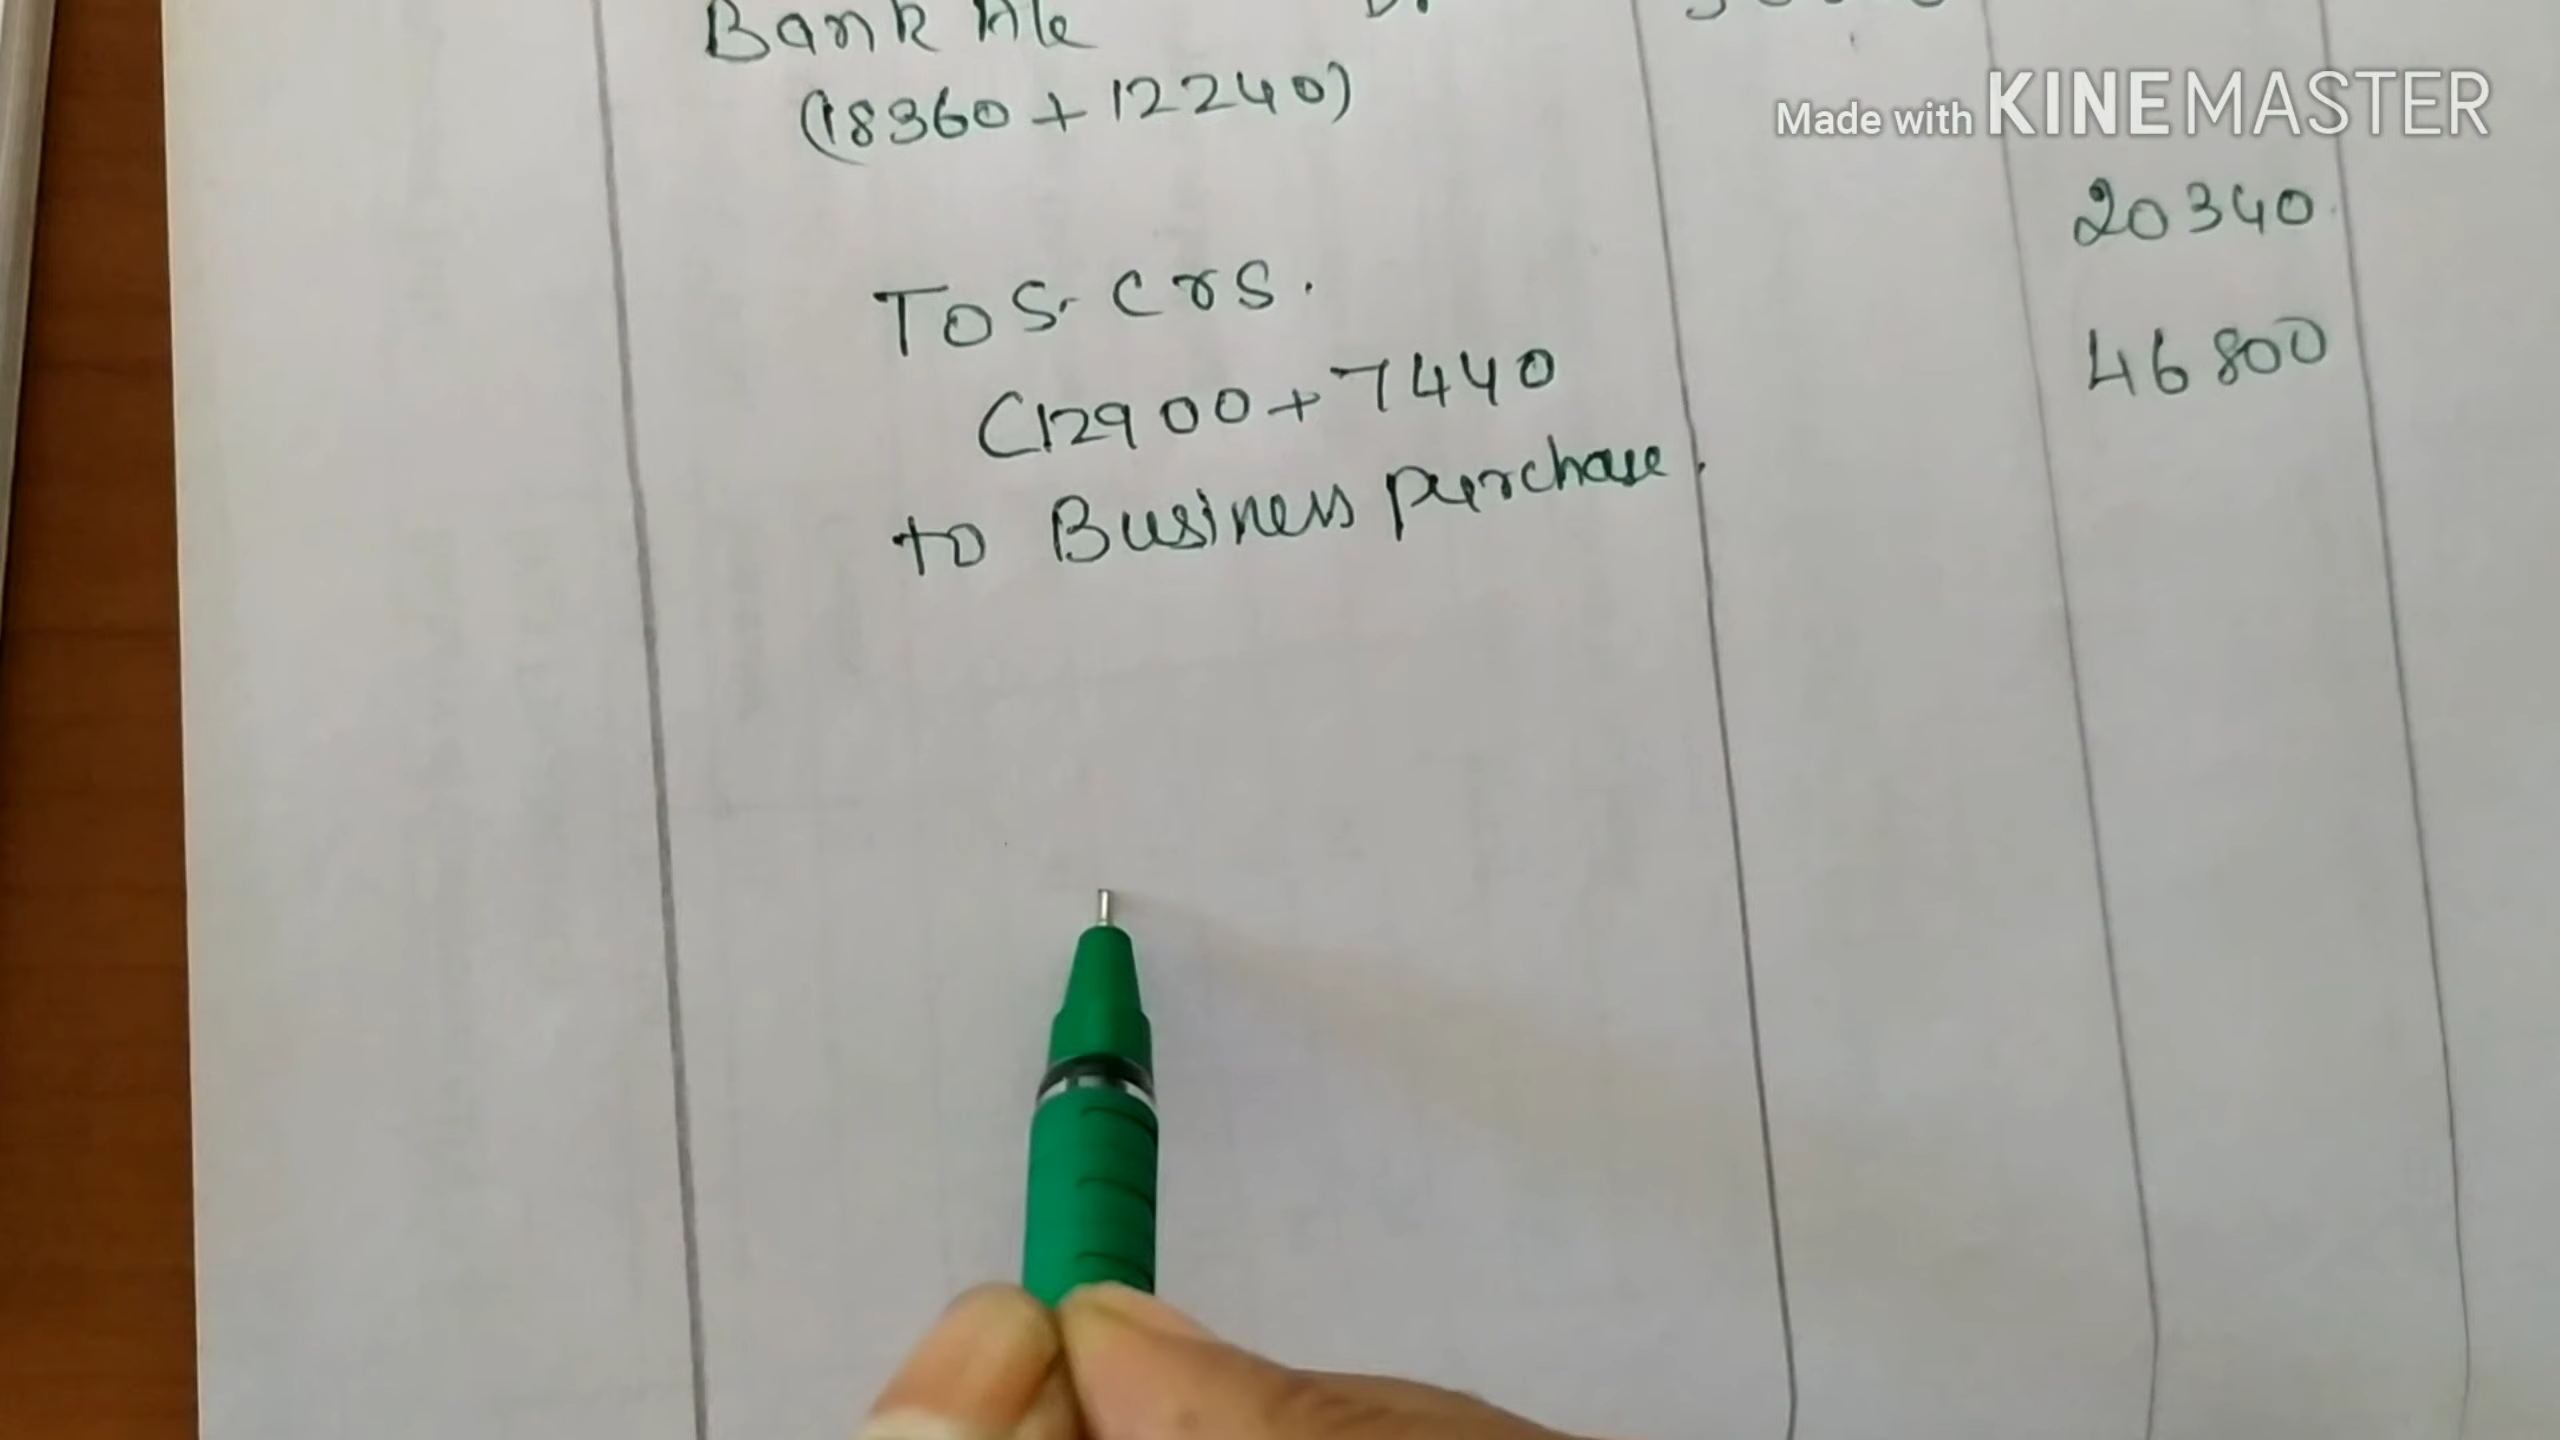 Bank A/c
(18360 + 12240)
Made with KINEMASTER
20340
To S. Crs.
(12900 + 7440
46800
to Business purchase.